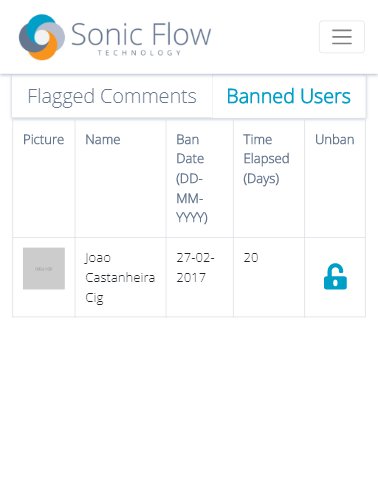 Sonic Flow
TECHNOLOGY
Flagged Comments Banned Users
Picture Name Ban Date (DD-MM-YYYY) Time Elapsed (Days) Unban
Joao Castanheira Cig 27-02-2017 20